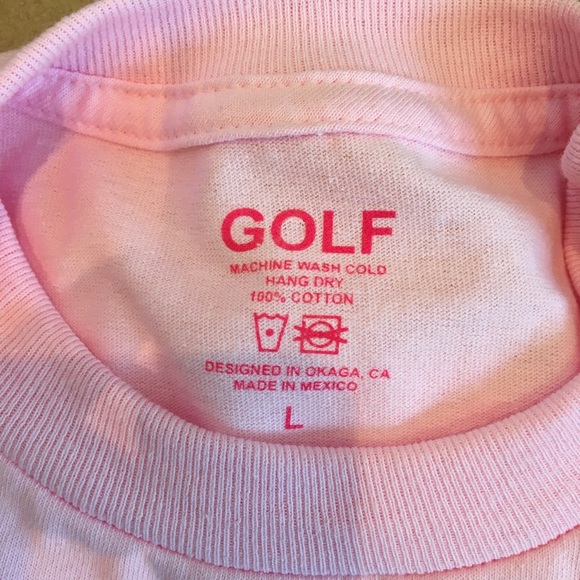 GOLF
MACHINE WASH COLD
HANG DRY
100% COTTON
DESIGNED IN OKAGA, CA
MADE IN MEXICO
L